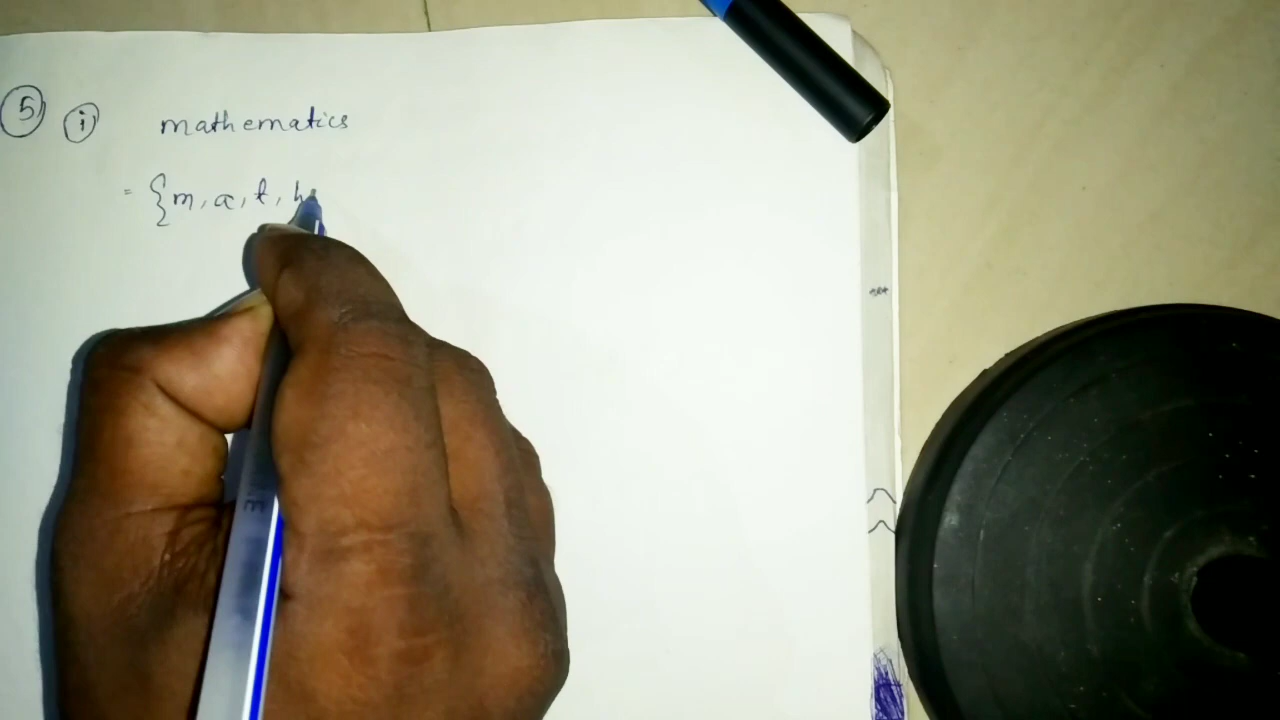 5 i mathematics
= {m, a, t, h